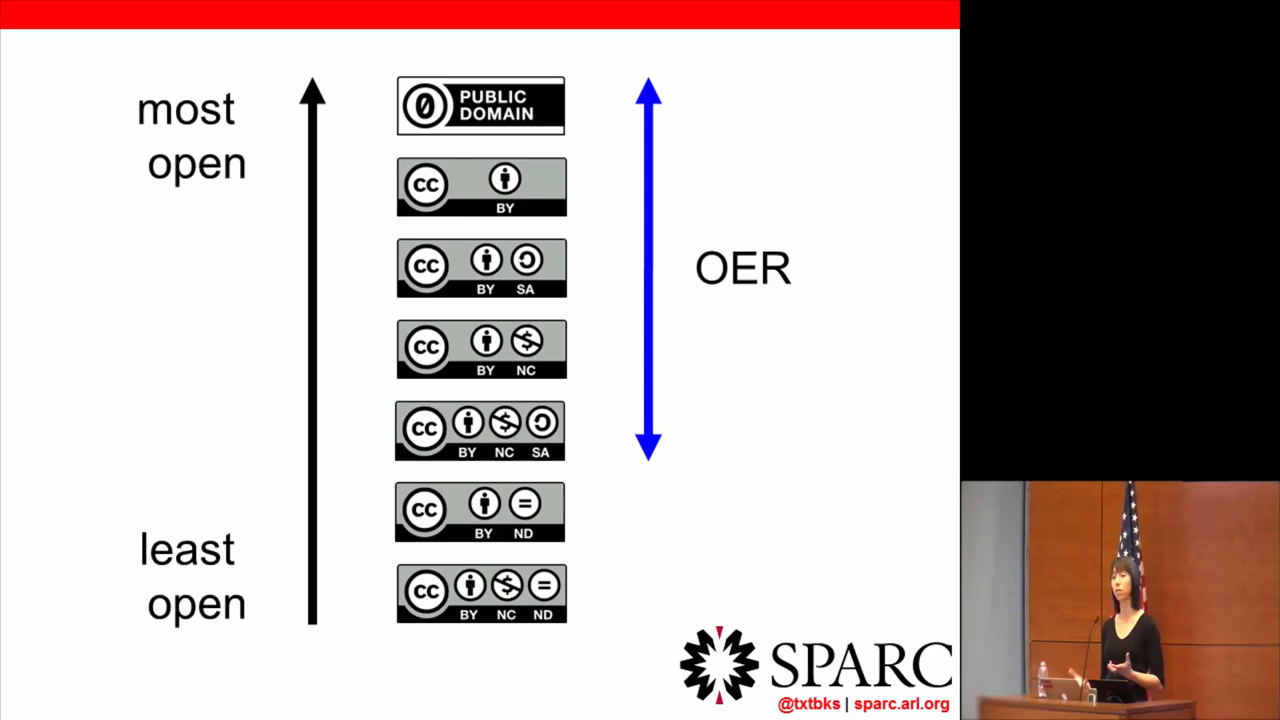 most
open
PUBLIC
DOMAIN
cc
BY
cc
BY SA
cc
BY NC
OER
cc
BY NC SA
cc
BY ND
least
open
cc
BY NC ND
SPARC
@txtbks | sparc.arl.org